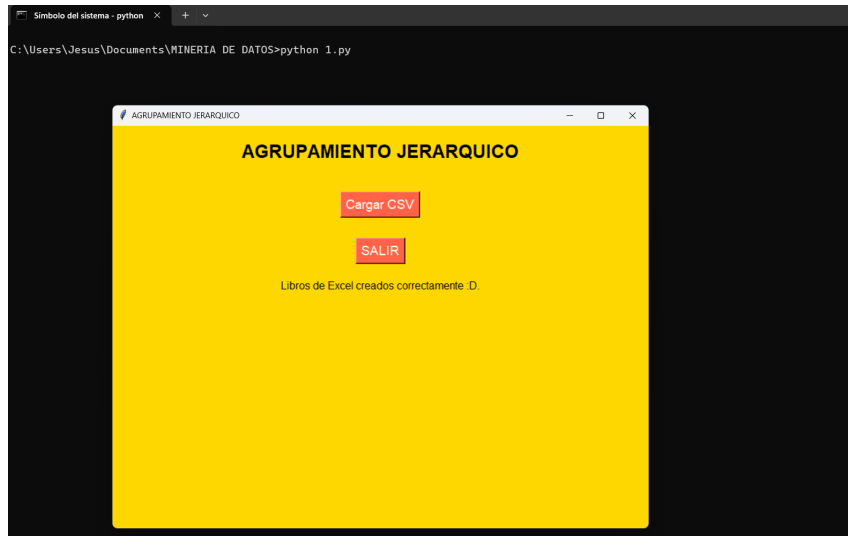 Símbolo del sistema - python
C:\Users\Jesus\Documents\MINERIA DE DATOS>python 1.py
AGRUPAMIENTO JERARQUICO
AGRUPAMIENTO JERARQUICO
Cargar CSV
SALIR
Libros de Excel creados correctamente :D.